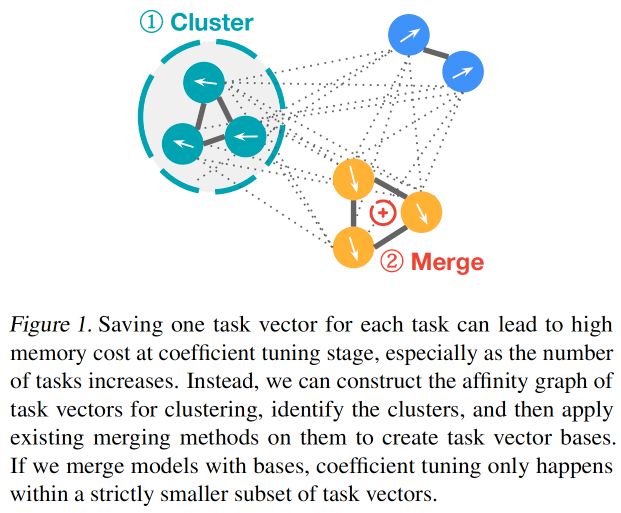 ① Cluster
② Merge
Figure 1. Saving one task vector for each task can lead to high
memory cost at coefficient tuning stage, especially as the number
of tasks increases. Instead, we can construct the affinity graph of
task vectors for clustering, identify the clusters, and then apply
existing merging methods on them to create task vector bases.
If we merge models with bases, coefficient tuning only happens
within a strictly smaller subset of task vectors.